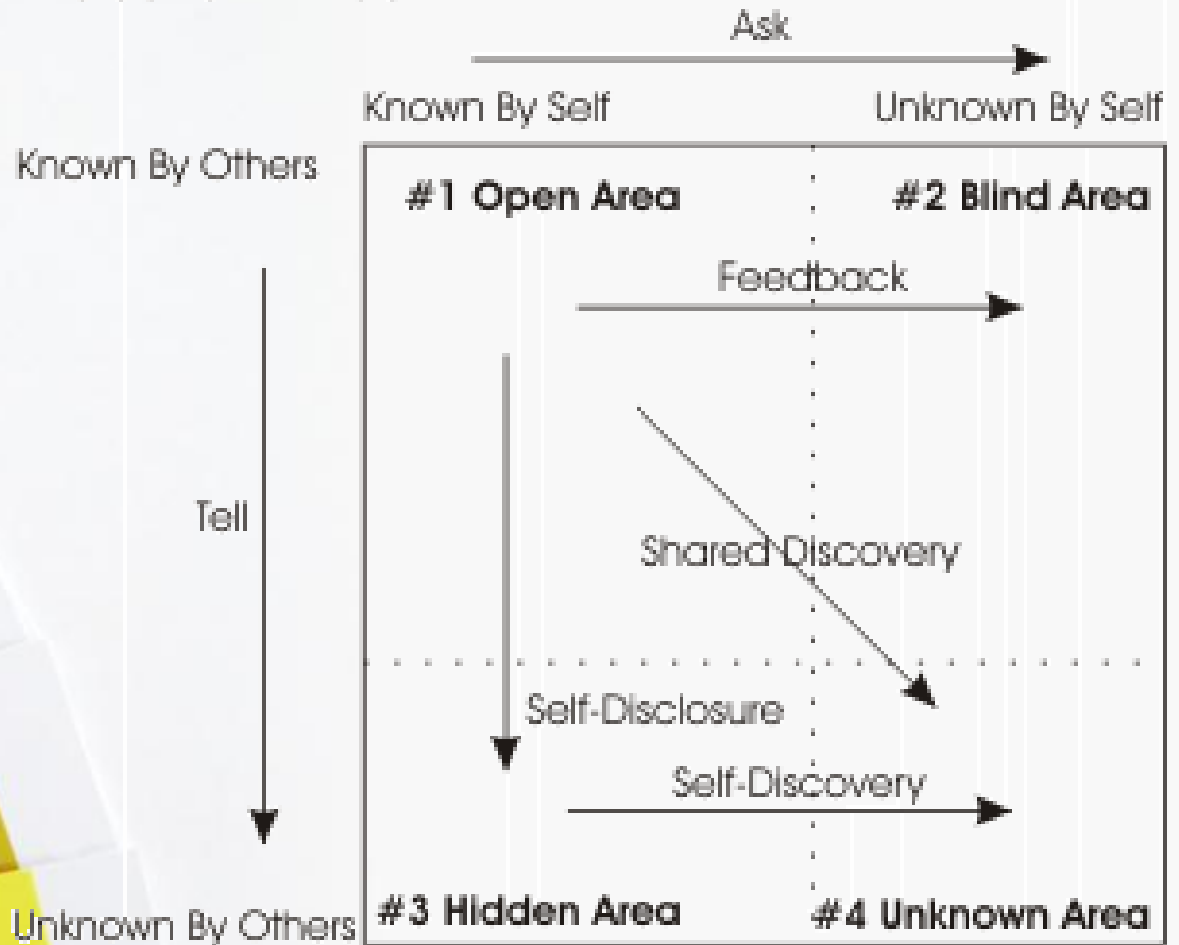 Ask
Known By Self Unknown By Self
Known By Others
#1 Open Area #2 Blind Area
Feedback
Tell
Shared Discovery
Self-Disclosure
Self-Discovery
#3 Hidden Area #4 Unknown Area
Unknown By Others